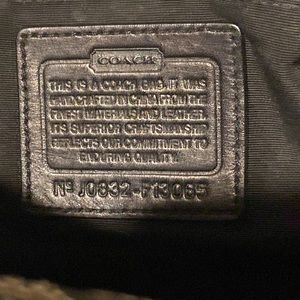 COACH
THIS IS A COACH BAG. IT WAS
HANDCRAFTED IN CHINA FROM THE
FINEST MATERIALS AND LEATHER.
ITS SUPERIOR CRAFTSMANSHIP
REFLECTS OUR COMMITMENT TO
ENDURING QUALITY.
Nº J0832-F13065